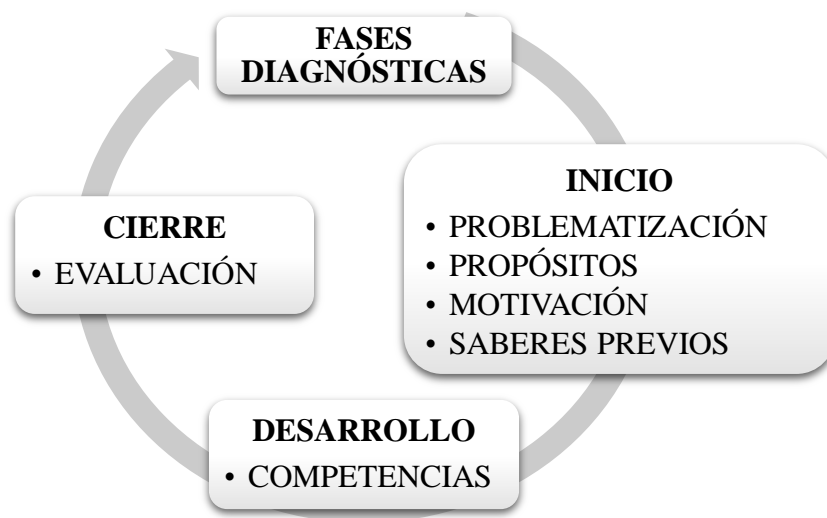 FASES
DIAGNÓSTICAS
INICIO
• PROBLEMATIZACIÓN
• PROPÓSITOS
• MOTIVACIÓN
• SABERES PREVIOS
DESARROLLO
• COMPETENCIAS
CIERRE
• EVALUACIÓN